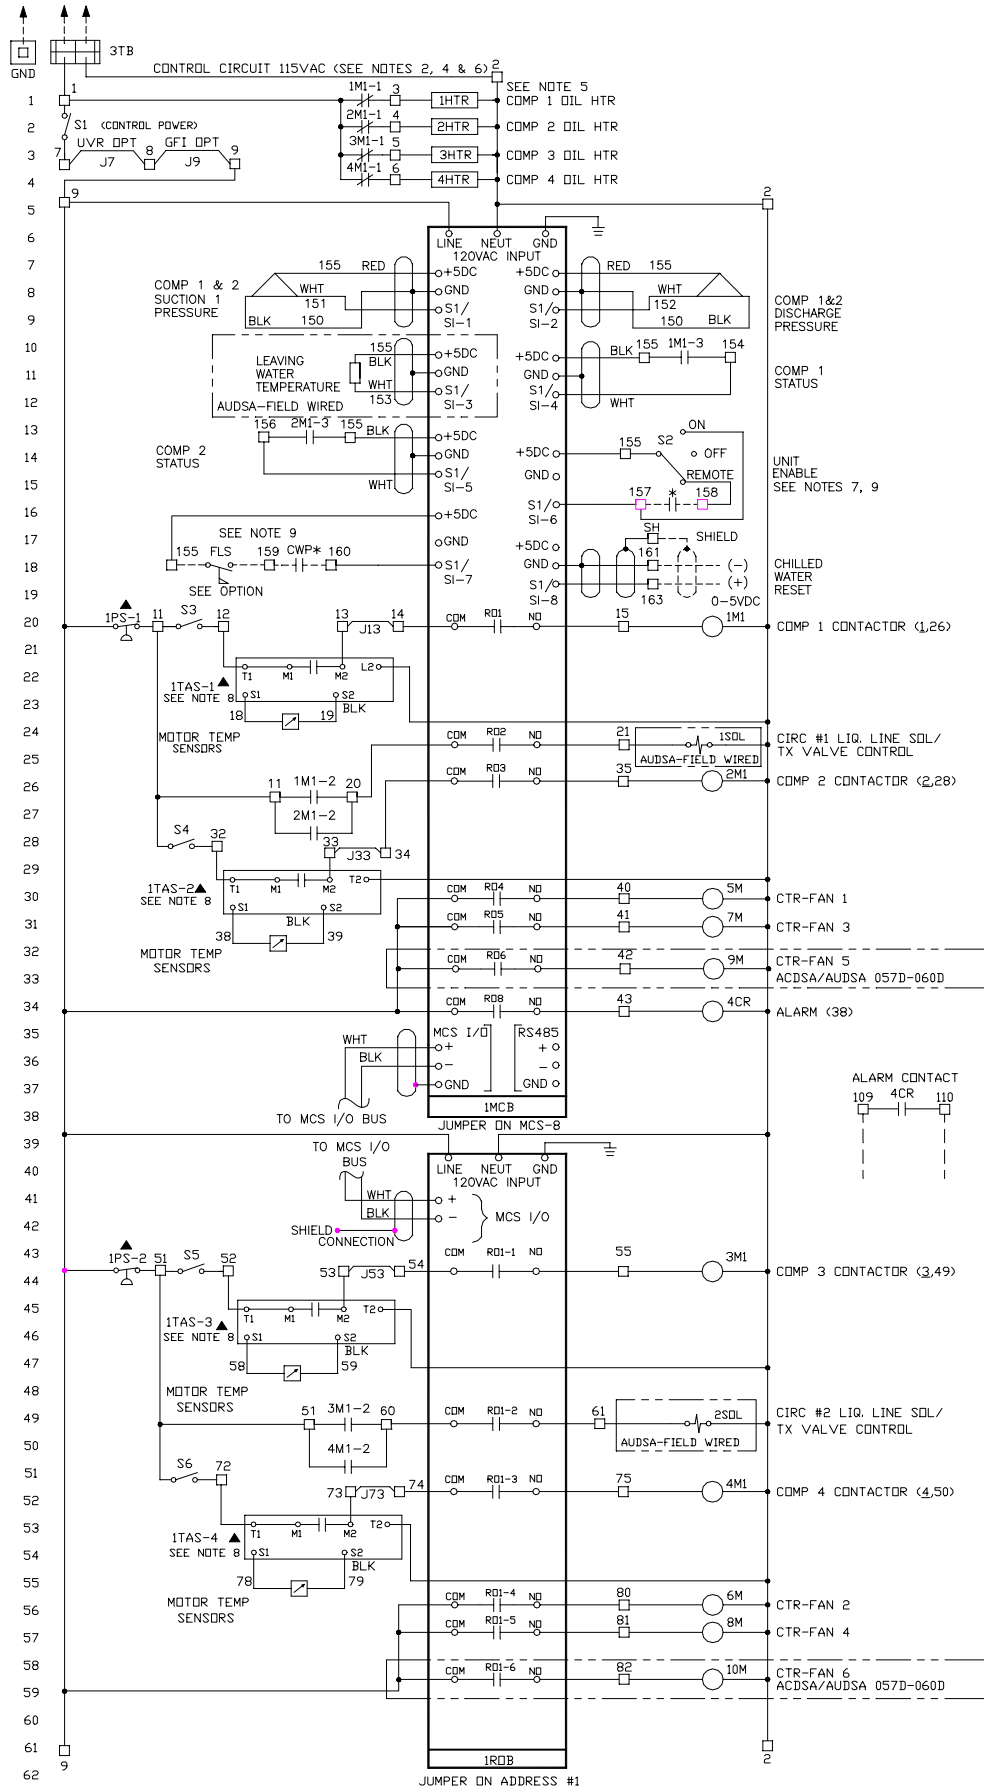 3TB
GND
CONTROL CIRCUIT 115VAC (SEE NOTES 2, 4 & 6)
2
SEE NOTE 5
1
1
1M1-1
3
1HTR
COMP 1 OIL HTR
2
S1 (CONTROL POWER)
2M1-1
4
2HTR
COMP 2 OIL HTR
UVR OPT
GFI OPT
3
7
J7
8
J9
9
3M1-1
5
3HTR
COMP 3 OIL HTR
4
4M1-1
6
4HTR
COMP 4 OIL HTR
5
9
2
6
LINE
NEUT
GND
120VAC INPUT
7
155
RED
+5DC
+5DC
RED
155
8
COMP 1 & 2
SUCTION 1
PRESSURE
WHT
151
GND
GND
WHT
152
COMP 1&2
DISCHARGE
PRESSURE
9
BLK
150
S1/
SI-1
S1/
SI-2
150
BLK
10
155
BLK
+5DC
+5DC
BLK
155
1M1-3
154
11
LEAVING
WATER
TEMPERATURE
WHT
153
GND
GND
COMP 1
STATUS
12
AUDSA-FIELD WIRED
S1/
SI-3
S1/
SI-4
WHT
13
156
2M1-3
155
BLK
+5DC
ON
14
COMP 2
STATUS
GND
+5DC
155
S2
OFF
UNIT
ENABLE
SEE NOTES 7, 9
15
WHT
S1/
SI-5
GND
REMOTE
157
*
158
16
+5DC
S1/
SI-6
17
SEE NOTE 9
GND
+5DC
SH
SHIELD
18
155
FLS
159
CWP*
160
S1/
SI-7
GND
161
(-)
CHILLED
WATER
RESET
19
SEE OPTION
S1/
SI-8
163
(+)
0-5VDC
20
1PS-1
11
S3
12
13
J13
14
COM
RO1
NO
15
1M1
COMP 1 CONTACTOR (1,26)
21
22
1TAS-1
SEE NOTE 8
T1
M1
M2
L2
23
S1
S2
18
19
BLK
24
MOTOR TEMP
SENSORS
COM
RO2
NO
21
1SOL
CIRC #1 LIQ. LINE SOL/
TX VALVE CONTROL
25
AUDSA-FIELD WIRED
26
11
1M1-2
20
COM
RO3
NO
35
2M1
COMP 2 CONTACTOR (2,28)
27
2M1-2
28
S4
32
33
J33
34
29
1TAS-2
SEE NOTE 8
T1
M1
M2
T2
30
S1
S2
COM
RO4
NO
40
5M
CTR-FAN 1
31
38
BLK
39
COM
RO5
NO
41
7M
CTR-FAN 3
32
MOTOR TEMP
SENSORS
COM
RO6
NO
42
9M
CTR-FAN 5
33
ACDSA/AUDSA 057D-060D
34
COM
RO8
NO
43
4CR
ALARM (38)
35
WHT
MCS I/O
RS485
36
BLK
+
+
-
-
37
GND
GND
ALARM CONTACT
109
4CR
110
38
TO MCS I/O BUS
1MCB
JUMPER ON MCS-8
39
TO MCS I/O
BUS
40
LINE
NEUT
GND
120VAC INPUT
41
WHT
+
MCS I/O
42
BLK
-
SHIELD
CONNECTION
43
1PS-2
51
S5
52
53
J53
54
COM
RO1-1
NO
55
3M1
COMP 3 CONTACTOR (3,49)
44
45
1TAS-3
SEE NOTE 8
T1
M1
M2
T2
46
S1
S2
47
58
59
BLK
48
MOTOR TEMP
SENSORS
49
51
3M1-2
60
COM
RO1-2
NO
61
2SOL
CIRC #2 LIQ. LINE SOL/
TX VALVE CONTROL
50
4M1-2
AUDSA-FIELD WIRED
51
S6
72
52
73
J73
74
COM
RO1-3
NO
75
4M1
COMP 4 CONTACTOR (4,50)
53
1TAS-4
SEE NOTE 8
T1
M1
M2
T2
54
S1
S2
55
78
79
BLK
56
MOTOR TEMP
SENSORS
COM
RO1-4
NO
80
6M
CTR-FAN 2
57
COM
RO1-5
NO
81
8M
CTR-FAN 4
58
COM
RO1-6
NO
82
10M
CTR-FAN 6
ACDSA/AUDSA 057D-060D
59
60
61
9
1ROB
2
62
JUMPER ON ADDRESS #1